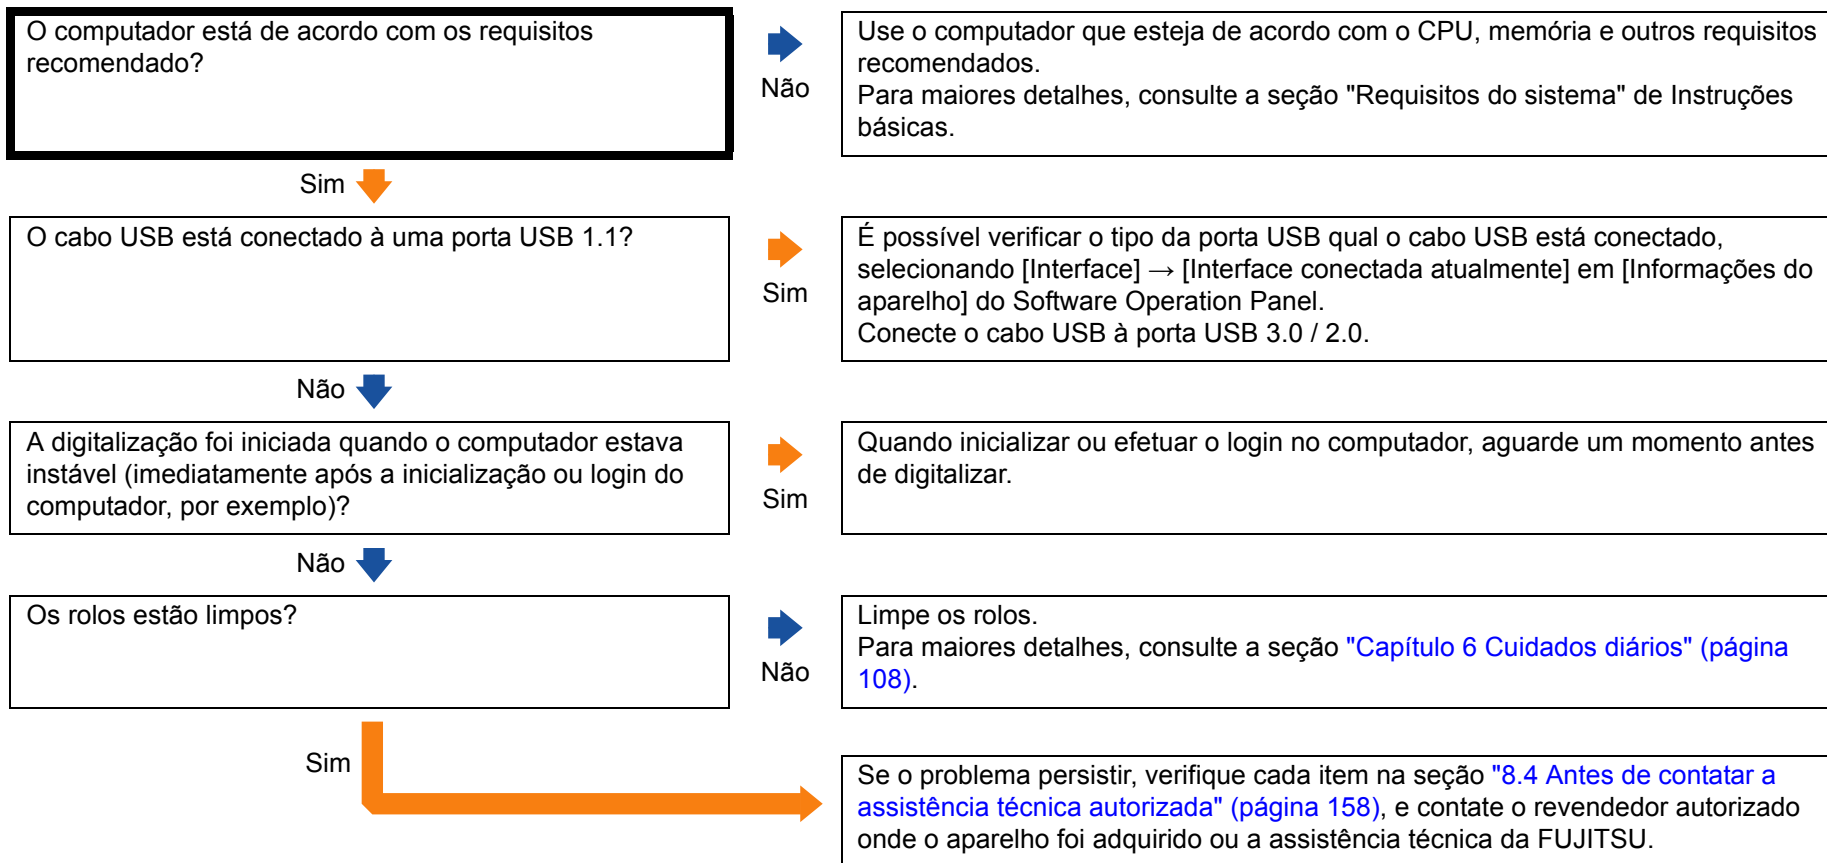 O computador está de acordo com os requisitos
recomendado?
Não
Use o computador que esteja de acordo com o CPU, memória e outros requisitos
recomendados.
Para maiores detalhes, consulte a seção "Requisitos do sistema" de Instruções
básicas.
Sim
O cabo USB está conectado à uma porta USB 1.1?
Sim
É possível verificar o tipo da porta USB qual o cabo USB está conectado,
selecionando [Interface] → [Interface conectada atualmente] em [Informações do
aparelho] do Software Operation Panel.
Conecte o cabo USB à porta USB 3.0 / 2.0.
Não
A digitalização foi iniciada quando o computador estava
instável (imediatamente após a inicialização ou login do
computador, por exemplo)?
Sim
Quando inicializar ou efetuar o login no computador, aguarde um momento antes
de digitalizar.
Não
Os rolos estão limpos?
Não
Limpe os rolos.
Para maiores detalhes, consulte a seção "Capítulo 6 Cuidados diários" (página
108).
Sim
Se o problema persistir, verifique cada item na seção "8.4 Antes de contatar a
assistência técnica autorizada" (página 158), e contate o revendedor autorizado
onde o aparelho foi adquirido ou a assistência técnica da FUJITSU.